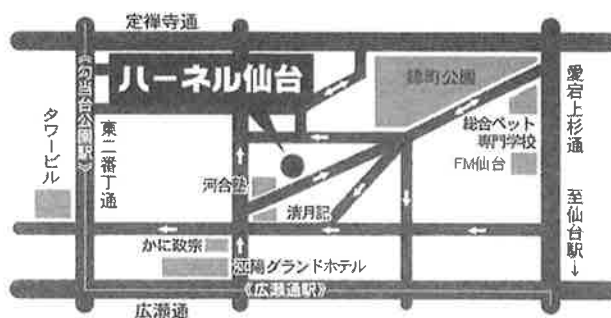 定禅寺通
ハーネル仙台
《勾当台公園駅》
錦町公園
愛宕上杉通
タワービル
東二番丁通
総合ペット
専門学校
FM仙台
河合塾
清月記
至仙台駅→
かに政宗
江陽グランドホテル
《広瀬通駅》
広瀬通